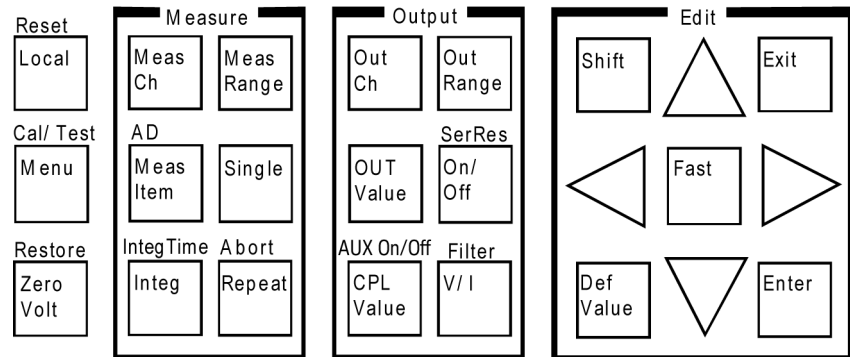 Measure
Output
Edit
Reset
Local
Meas
Ch
Meas
Range
Out
Ch
Out
Range
Shift
Exit
Cal/ Test
Menu
AD
Meas
Item
Single
OUT
Value
SerRes
On/
Off
Fast
Restore
Zero
Volt
IntegTime
Integ
Abort
Repeat
AUX On/Off
CPL
Value
Filter
V/ I
Def
Value
Enter